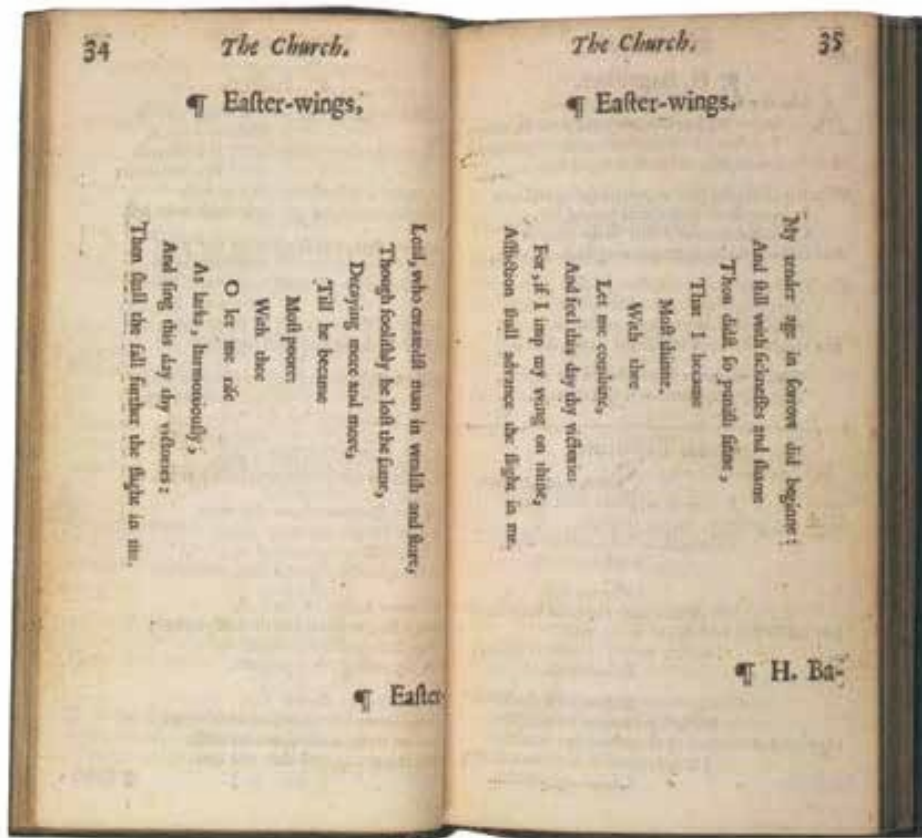 34
The Church.
¶ Eaſter-wings,
Lord, who createdſt man in wealth and ſtore,
Though fooliſhly he loſt the ſame,
Decaying more and more,
Till he became
Moſt poore:
With thee
O let me riſe
As larks, harmoniouſly,
And ſing this day thy victories:
Then ſhall the fall further the flight in me.
¶ Eaſter-
The Church.
35
¶ Eaſter-wings.
My tender age in ſorrow did beginne:
And ſtill with ſickneſſes and ſhame
Thou didſt ſo puniſh ſinne,
That I became
Moſt thinne.
With thee
Let me combine,
And feel this day thy victorie:
For, if I imp my wing on thine,
Affliction ſhall advance the flight in me.
¶ H. Ba-